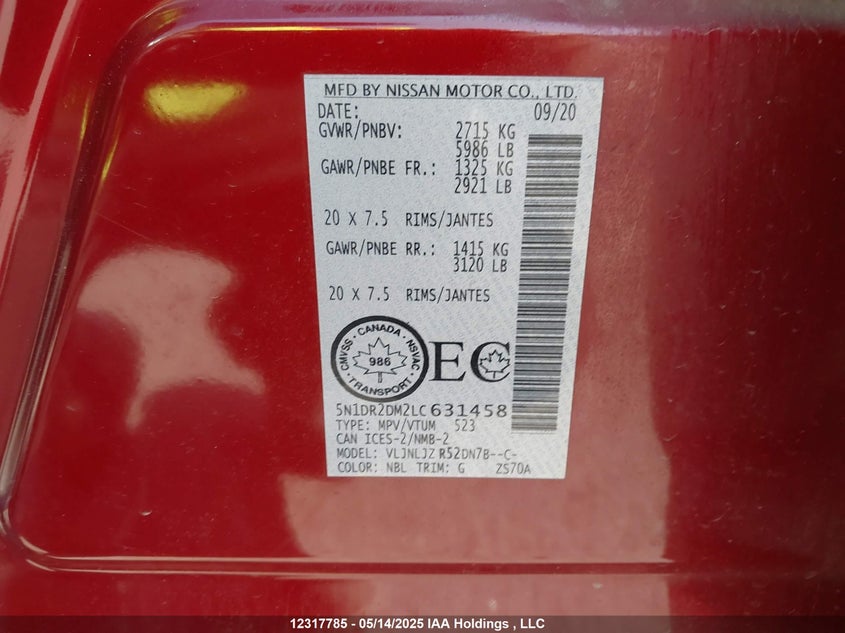 MFD BY NISSAN MOTOR CO., LTD.
DATE: 09/20
GVWR/PNBV: 2715 KG
5986 LB
GAWR/PNBE FR.: 1325 KG
2921 LB
20 X 7.5 RIMS/JANTES
GAWR/PNBE RR.: 1415 KG
3120 LB
20 X 7.5 RIMS/JANTES
CANADA
CMVSS · NSVAC
986
TRANSPORT
EC
5N1DR2DM2LC631458
TYPE: MPV/VTUM 523
CAN ICES-2/NMB-2
MODEL: VLJNLJZ R52DN7B--C-
COLOR: NBL TRIM: G ZS70A
12317785 - 05/14/2025 IAA Holdings , LLC